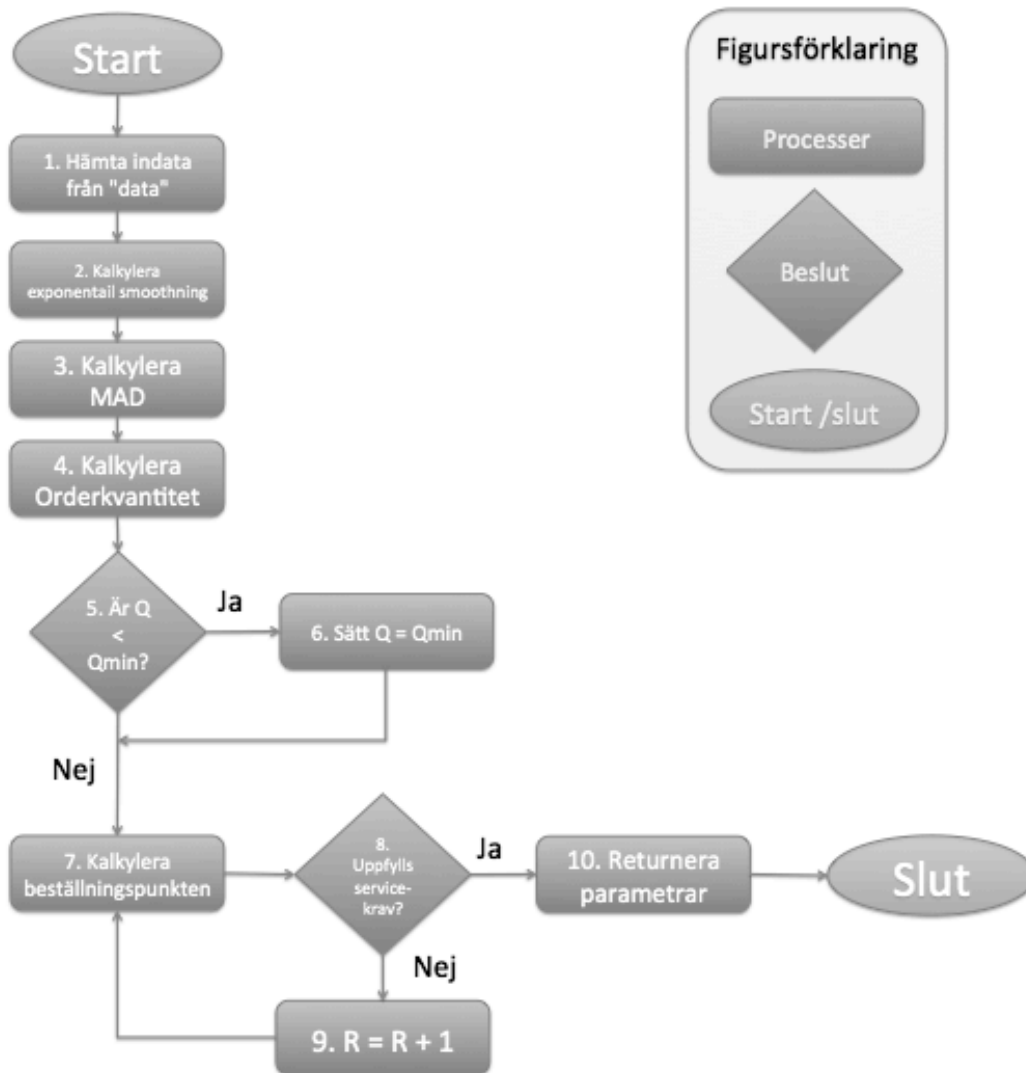 Start
1. Hämta indata
från "data"
2. Kalkylera
exponentail smoothning
3. Kalkylera
MAD
4. Kalkylera
Orderkvantitet
5. Är Q
<
Qmin?
Ja
6. Sätt Q = Qmin
Nej
7. Kalkylera
beställningspunkten
8.
Uppfylls
service-
krav?
Ja
10. Returnera
parametrar
Slut
Nej
9. R = R + 1
Figursförklaring
Processer
Beslut
Start /slut